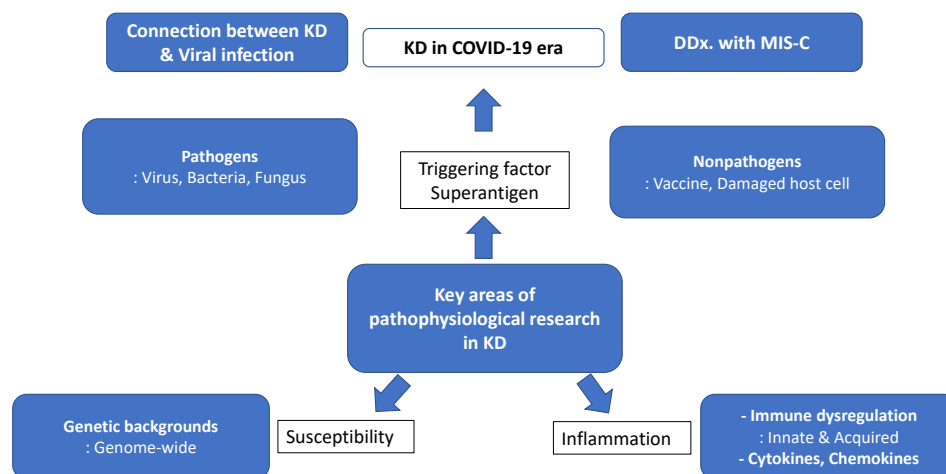 Connection between KD
& Viral infection
KD in COVID-19 era
DDx. with MIS-C
Pathogens
: Virus, Bacteria, Fungus
Triggering factor
Superantigen
Nonpathogens
: Vaccine, Damaged host cell
Key areas of
pathophysiological research
in KD
Genetic backgrounds
: Genome-wide
Susceptibility
Inflammation
- Immune dysregulation
: Innate & Acquired
- Cytokines, Chemokines